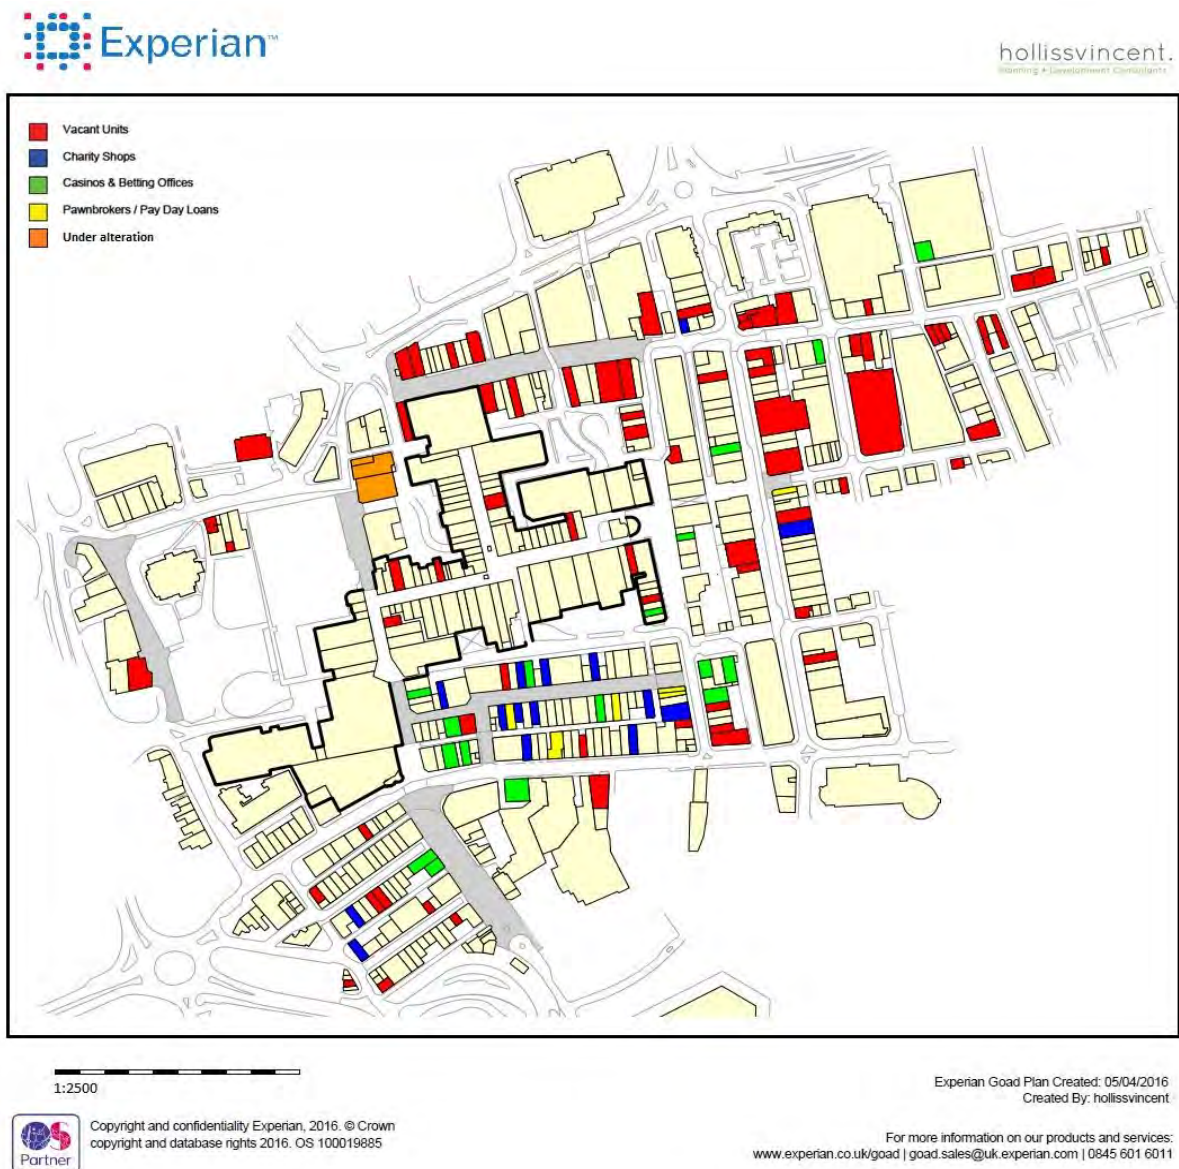 Experian™
hollissvincent.
Planning + Development Consultants
Vacant Units
Charity Shops
Casinos & Betting Offices
Pawnbrokers / Pay Day Loans
Under alteration
1:2500
Experian Goad Plan Created: 05/04/2016
Created By: hollissvincent
Partner
Copyright and confidentiality Experian, 2016. © Crown
copyright and database rights 2016. OS 100019885
For more information on our products and services:
www.experian.co.uk/goad | goad.sales@uk.experian.com | 0845 601 6011